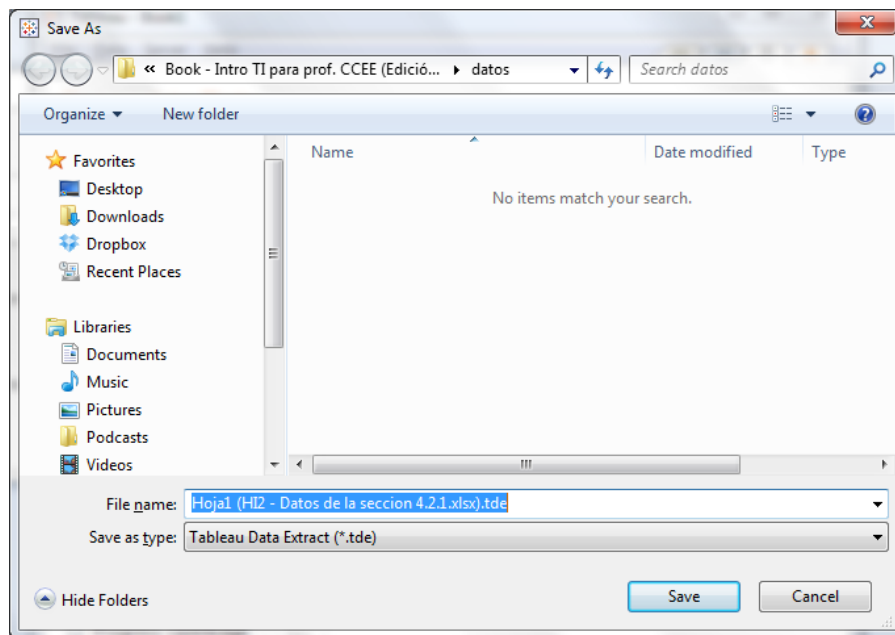 Save As
« Book - Intro TI para prof. CCEE (Edició... ▸ datos
Search datos
Organize
New folder
Name
Date modified
Type
No items match your search.
Favorites
Desktop
Downloads
Dropbox
Recent Places
Libraries
Documents
Music
Pictures
Podcasts
Videos
File name: Hoja1 (HI2 - Datos de la seccion 4.2.1.xlsx).tde
Save as type: Tableau Data Extract (*.tde)
Hide Folders
Save
Cancel